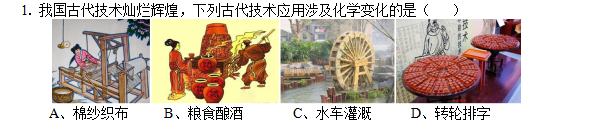 1. 我国古代技术灿烂辉煌，下列古代技术应用涉及化学变化的是（　　）
A、棉纱织布　B、粮食酿酒　C、水车灌溉　D、转轮排字